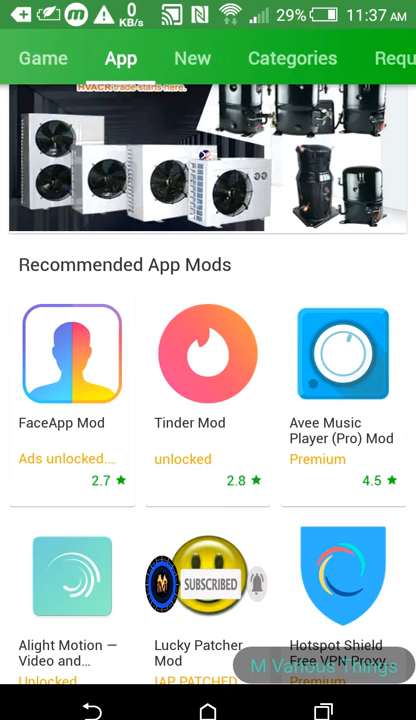 0
KB/s
29%
11:37 AM
Game
App
New
Categories
Requ
HVACR trade starts here.
Recommended App Mods
FaceApp Mod
Ads unlocked....
2.7 ★
Tinder Mod
unlocked
2.8 ★
Avee Music
Player (Pro) Mod
Premium
4.5 ★
Alight Motion —
Video and...
Unlocked
SUBSCRIBED
Lucky Patcher
Mod
IAP PATCHED
Hotspot Shield
Free VPN Proxy
Premium
M Various Things